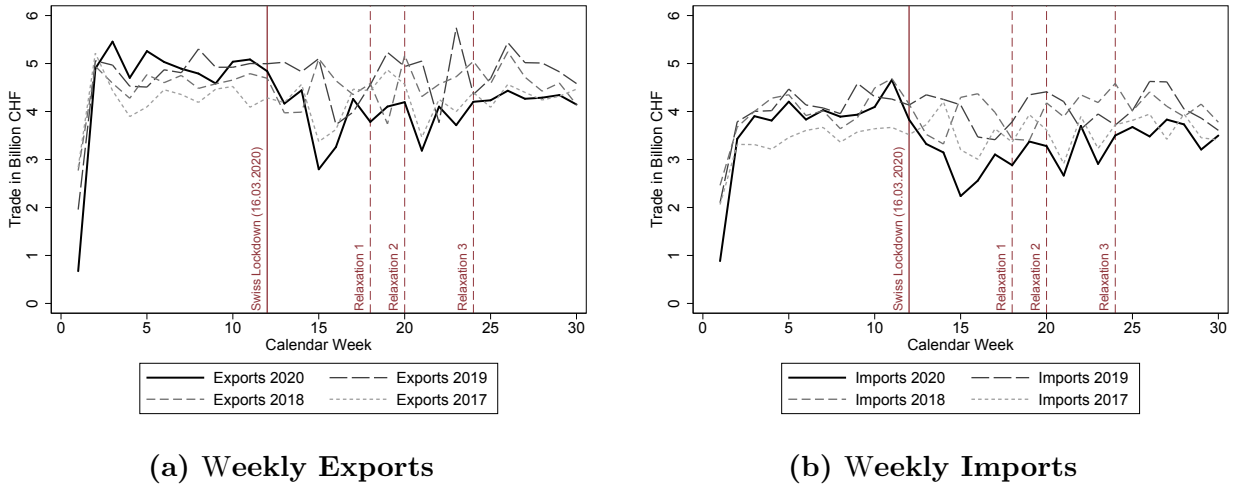 Trade in Billion CHF
6
5
4
3
2
1
0
Swiss Lockdown (16.03.2020)
Relaxation 1
Relaxation 2
Relaxation 3
0 5 10 15 20 25 30
Calendar Week
Exports 2020 Exports 2019
Exports 2018 Exports 2017
(a) Weekly Exports
Trade in Billion CHF
6
5
4
3
2
1
0
Swiss Lockdown (16.03.2020)
Relaxation 1
Relaxation 2
Relaxation 3
0 5 10 15 20 25 30
Calendar Week
Imports 2020 Imports 2019
Imports 2018 Imports 2017
(b) Weekly Imports